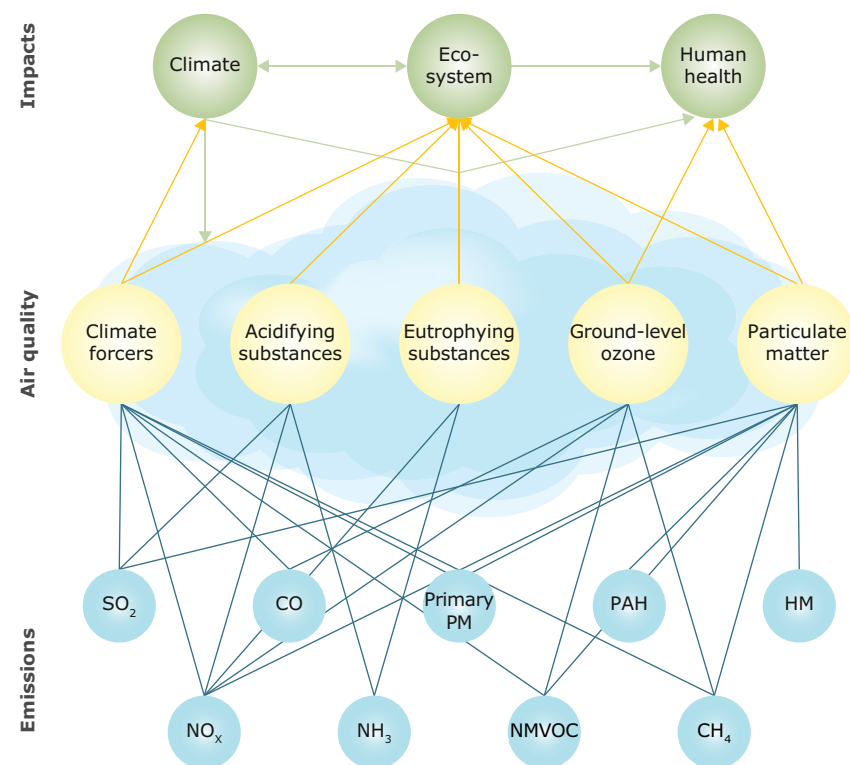 Impacts
Climate
Eco-
system
Human
health
Air quality
Climate
forcers
Acidifying
substances
Eutrophying
substances
Ground-level
ozone
Particulate
matter
Emissions
SO₂
CO
Primary
PM
PAH
HM
NOₓ
NH₃
NMVOC
CH₄